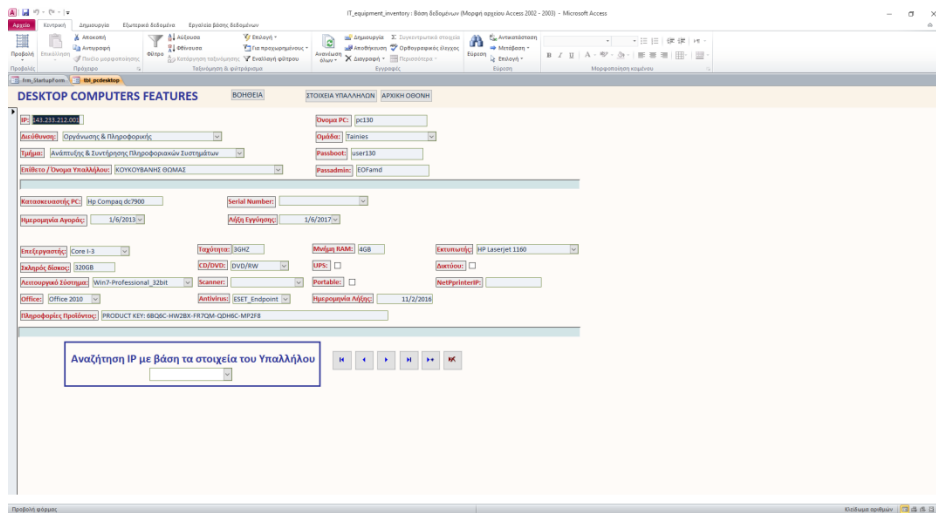 IT_equipment_inventory : Βάση δεδομένων (Μορφή αρχείου Access 2002 - 2003) - Microsoft Access
Αρχείο Κεντρική Δημιουργία Εξωτερικά δεδομένα Εργαλεία βάσης δεδομένων
Προβολή
Προβολές
Επικόλληση
Αποκοπή
Αντιγραφή
Πινέλο μορφοποίησης
Πρόχειρο
Φίλτρο
Αύξουσα
Φθίνουσα
Κατάργηση ταξινόμησης
Επιλογή
Για προχωρημένους
Εναλλαγή φίλτρου
Ταξινόμηση & φιλτράρισμα
Ανανέωση όλων
Δημιουργία
Αποθήκευση
Διαγραφή
Συγκεντρωτικά στοιχεία
Ορθογραφικός έλεγχος
Περισσότερα
Εγγραφές
Εύρεση
Αντικατάσταση
Μετάβαση
Επιλογή
Εύρεση
Μορφοποίηση κειμένου
frm_StartupForm tbl_pcdesktop
DESKTOP COMPUTERS FEATURES ΒΟΗΘΕΙΑ ΣΤΟΙΧΕΙΑ ΥΠΑΛΛΗΛΩΝ ΑΡΧΙΚΗ ΟΘΟΝΗ
IP: 143.233.212.001 Όνομα PC: pc130
Διεύθυνση: Οργάνωσης & Πληροφορικής Ομάδα: Tainies
Τμήμα: Ανάπτυξης & Συντήρησης Πληροφοριακών Συστημάτων Passboot: user130
Επίθετο / Όνομα Υπαλλήλου: ΚΟΥΚΟΥΒΑΝΗΣ ΘΩΜΑΣ Passadmin: EOFamd
Κατασκευαστής PC: Hp Compaq dc7900 Serial Number:
Ημερομηνία Αγοράς: 1/6/2013 Λήξη Εγγύησης: 1/6/2017
Επεξεργαστής: Core I-3 Ταχύτητα: 3GHZ Μνήμη RAM: 4GB Εκτυπωτής: HP Laserjet 1160
Σκληρός δίσκος: 320GB CD/DVD: DVD/RW UPS: Δικτύου:
Λειτουργικό Σύστημα: Win7-Professional_32bit Scanner: Portable: NetPprinterIP:
Office: Office 2010 Antivirus: ESET_Endpoint Ημερομηνία Λήξης: 11/2/2016
Πληροφορίες Προϊόντος: PRODUCT KEY: 6BQ6C-HW2BX-FR7QM-QDH6C-MP2F8
Αναζήτηση IP με βάση τα στοιχεία του Υπαλλήλου
Προβολή φόρμας Κλείδωμα αριθμών